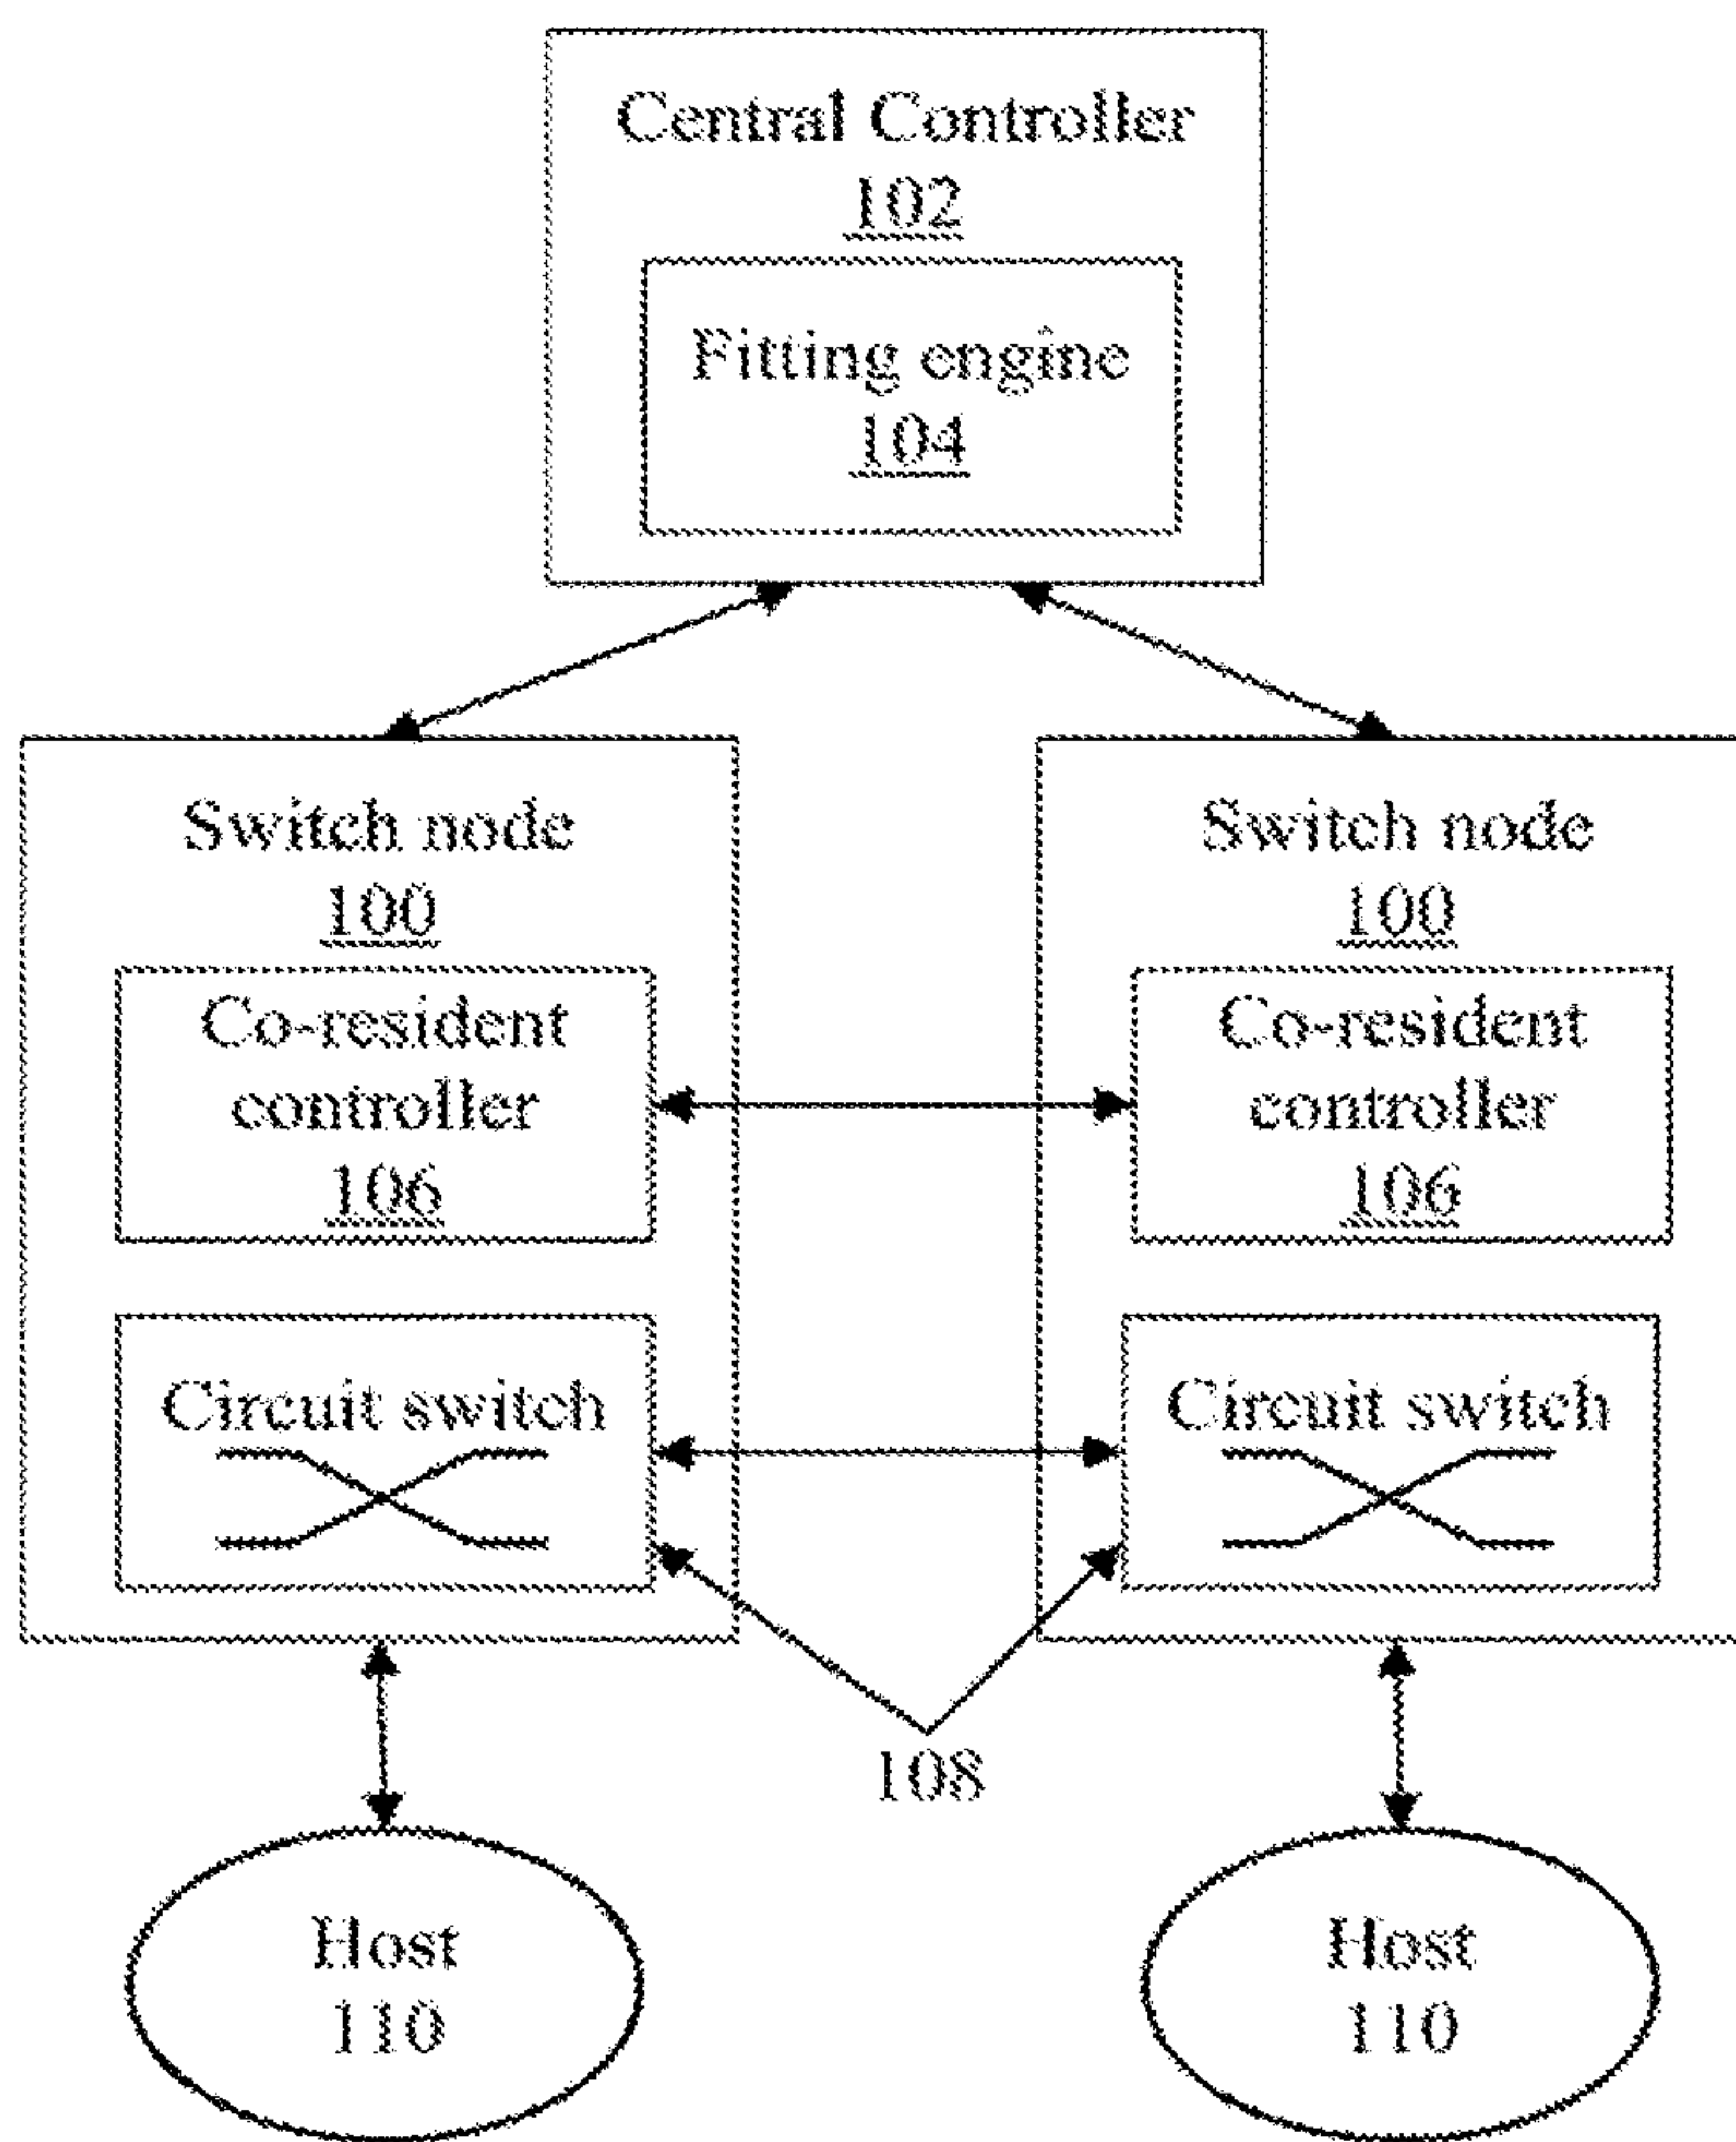 Central Controller
102
Fitting engine
104
Switch node
100
Co-resident
controller
106
Circuit switch
Switch node
100
Co-resident
controller
106
Circuit switch
108
Host
110
Host
110